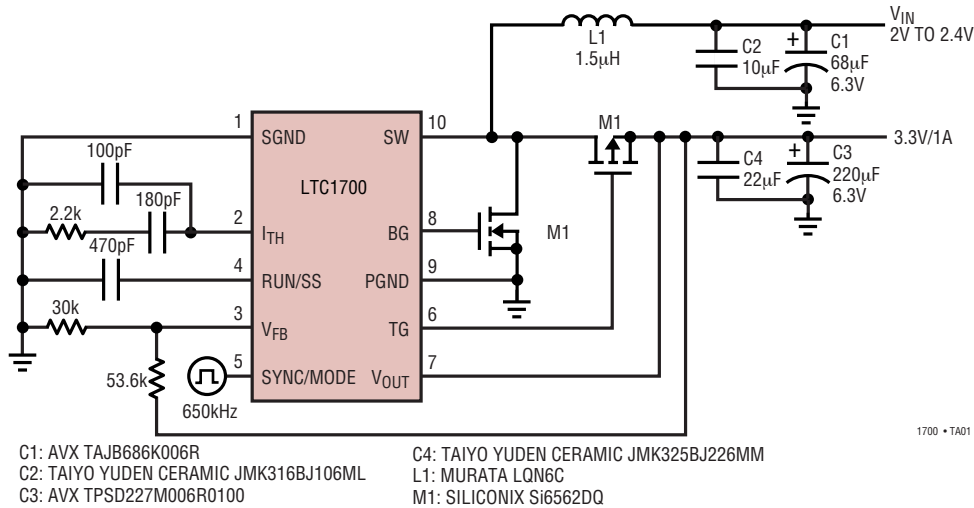 VIN
2V TO 2.4V
L1
1.5µH
C2
10µF
+
C1
68µF
6.3V
1
SGND
SW
10
M1
3.3V/1A
100pF
LTC1700
C4
22µF
+
C3
220µF
6.3V
180pF
2.2k
2
ITH
BG
8
M1
470pF
4
RUN/SS
PGND
9
30k
3
VFB
TG
6
53.6k
5
SYNC/MODE
VOUT
7
650kHz
1700 • TA01
C1: AVX TAJB686K006R
C2: TAIYO YUDEN CERAMIC JMK316BJ106ML
C3: AVX TPSD227M006R0100
C4: TAIYO YUDEN CERAMIC JMK325BJ226MM
L1: MURATA LQN6C
M1: SILICONIX Si6562DQ